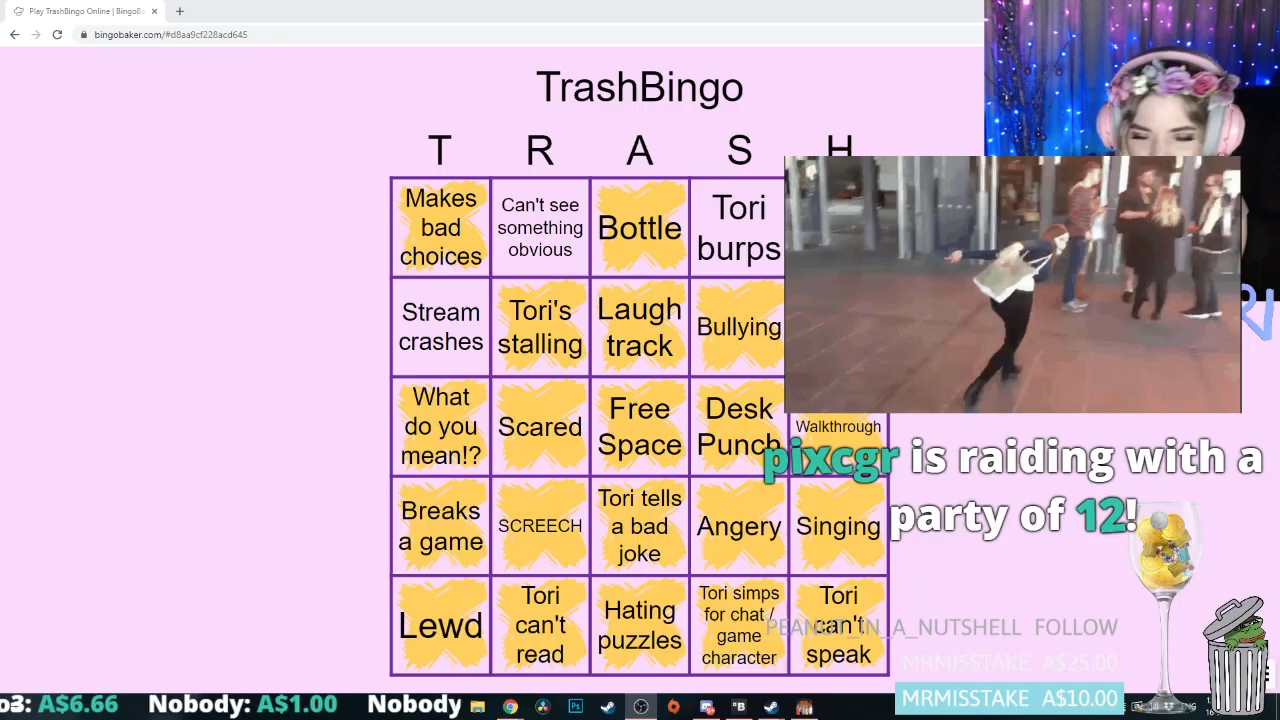 Play TrashBingo Online | BingoBa
bingobaker.com/#d8aa9cf228acd645
TrashBingo
T R A S H
Makes
bad
choices
Can't see
something
obvious
Bottle
Tori
burps
Stream
crashes
Tori's
stalling
Laugh
track
Bullying
What
do you
mean!?
Scared
Free
Space
Desk
Punch
Walkthrough
pixcgr is raiding with a
party of 12!
Breaks
a game
SCREECH
Tori tells
a bad
joke
Angery
Singing
Lewd
Tori
can't
read
Hating
puzzles
Tori simps
for chat /
game
character
Tori
can't
speak
PEANUT_IN_A_NUTSHELL FOLLOW
MRMISSTAKE A$25.00
MRMISSTAKE A$10.00
o3: A$6.66 Nobody: A$1.00 Nobody
ENG